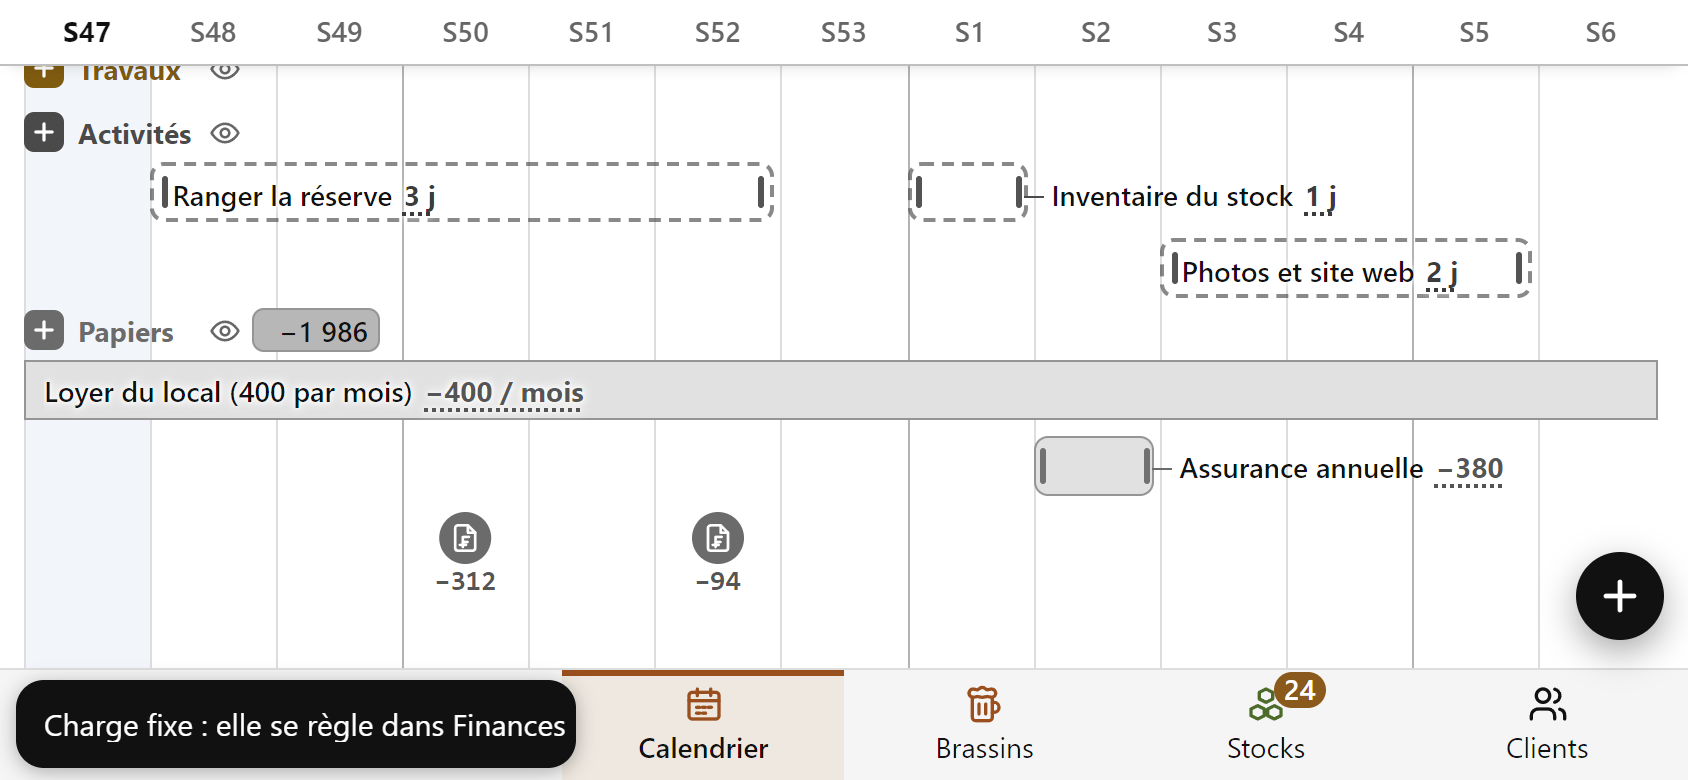 S47 S48 S49 S50 S51 S52 S53 S1 S2 S3 S4 S5 S6
Travaux
Activités
Ranger la réserve 3 j
Inventaire du stock 1 j
Photos et site web 2 j
Papiers −1 986
Loyer du local (400 par mois) −400 / mois
Assurance annuelle −380
−312 −94
Charge fixe : elle se règle dans Finances
Calendrier Brassins Stocks 24 Clients